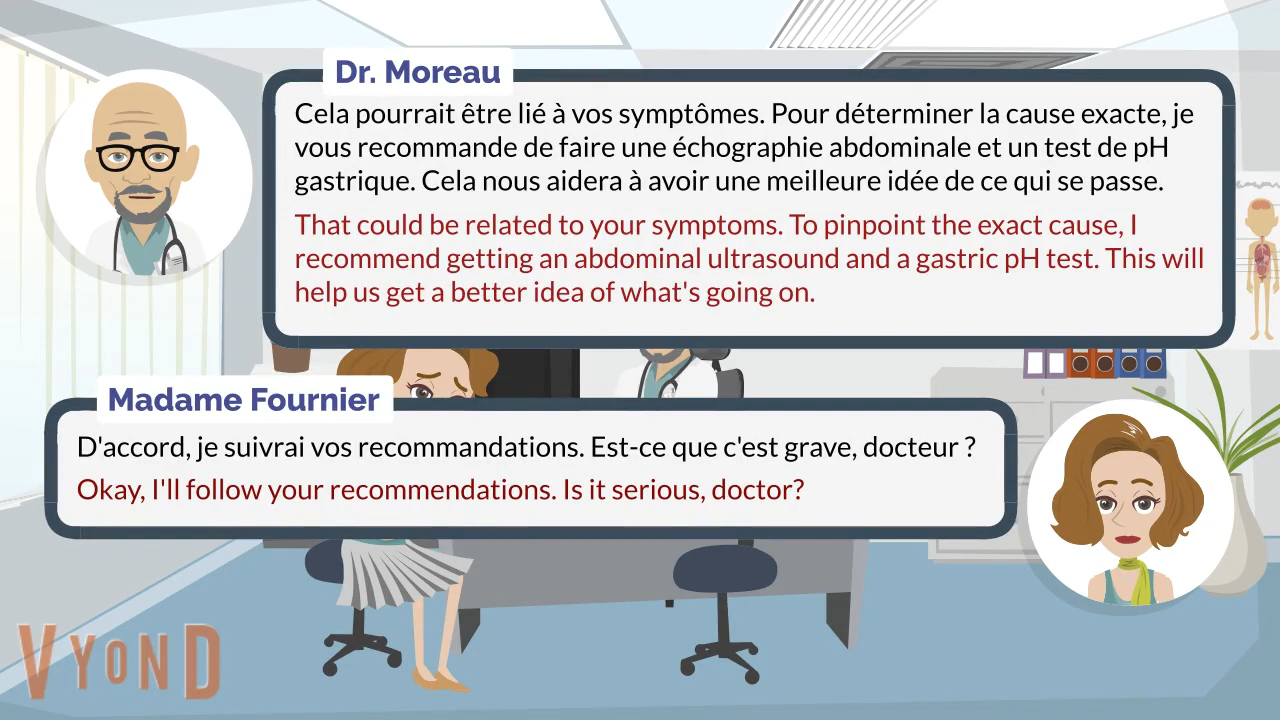 Dr. Moreau
Cela pourrait être lié à vos symptômes. Pour déterminer la cause exacte, je
vous recommande de faire une échographie abdominale et un test de pH
gastrique. Cela nous aidera à avoir une meilleure idée de ce qui se passe.
That could be related to your symptoms. To pinpoint the exact cause, I
recommend getting an abdominal ultrasound and a gastric pH test. This will
help us get a better idea of what's going on.
Madame Fournier
D'accord, je suivrai vos recommandations. Est-ce que c'est grave, docteur ?
Okay, I'll follow your recommendations. Is it serious, doctor?
VYOND